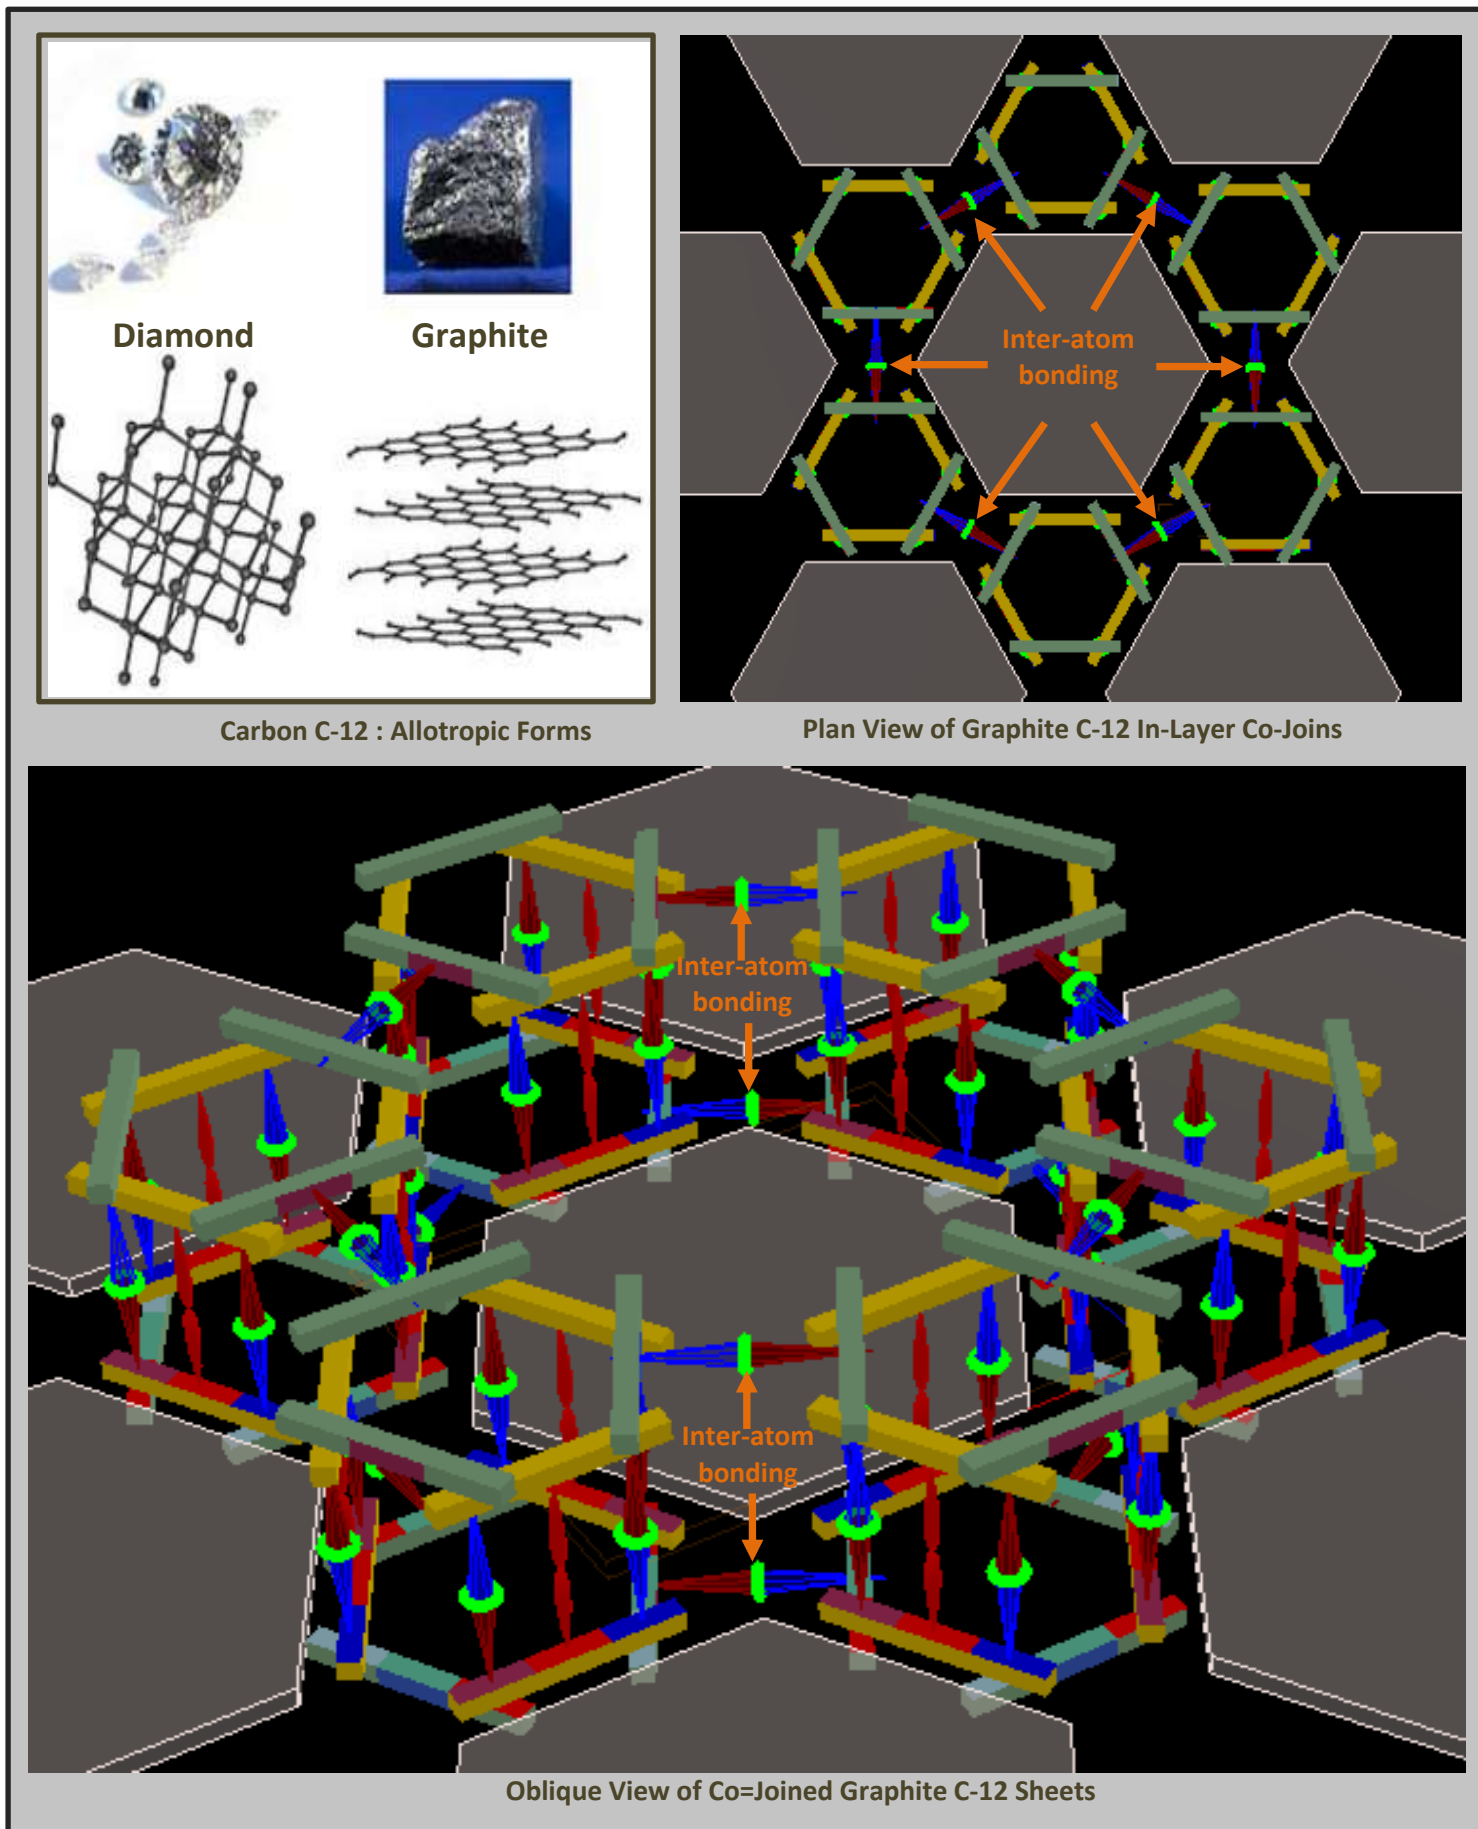 Diamond
Graphite
Carbon C-12 : Allotropic Forms
Inter-atom
bonding
Plan View of Graphite C-12 In-Layer Co-Joins
Inter-atom
bonding
Inter-atom
bonding
Oblique View of Co=Joined Graphite C-12 Sheets